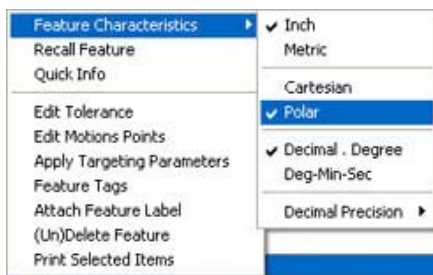 Feature Characteristics
Recall Feature
Quick Info
Edit Tolerance
Edit Motions Points
Apply Targeting Parameters
Feature Tags
Attach Feature Label
(Un)Delete Feature
Print Selected Items
Inch
Metric
Cartesian
Polar
Decimal . Degree
Deg-Min-Sec
Decimal Precision